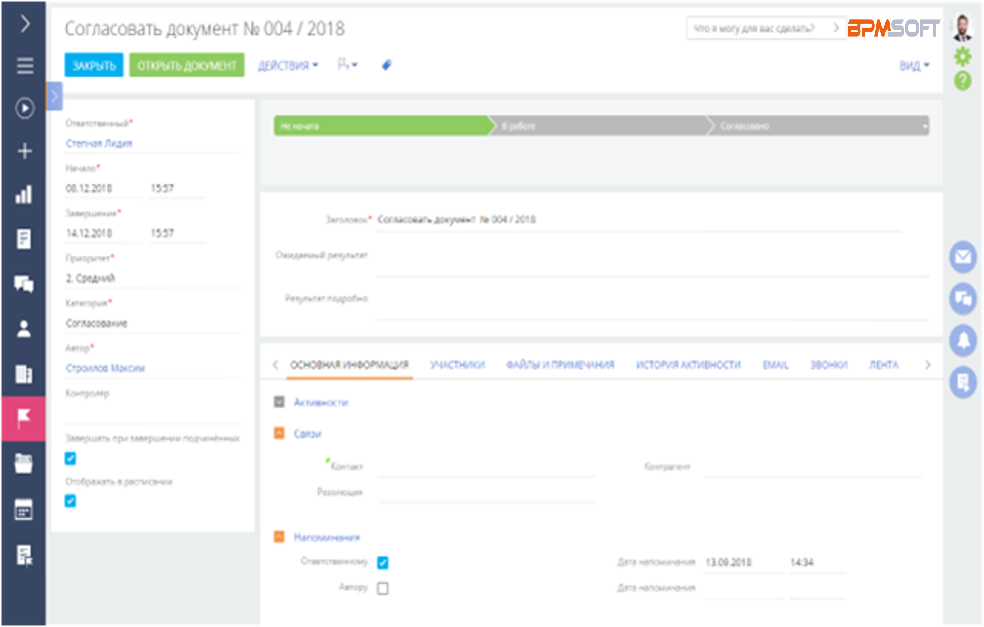 Согласовать документ № 004 / 2018
Что я могу для вас сделать?
BPMSOFT
ЗАКРЫТЬ
ОТКРЫТЬ ДОКУМЕНТ
ДЕЙСТВИЯ
ВИД
Ответственный*
Степная Лидия
Начало*
08.12.2018 15:57
Завершение*
14.12.2018 15:57
Приоритет*
2. Средний
Категория*
Согласование
Автор*
Строилов Максим
Контролёр
Завершать при завершении подчинённых
Отображать в расписании
Не начата
В работе
Согласовано
Заголовок* Согласовать документ № 004 / 2018
Ожидаемый результат
Результат подробно
ОСНОВНАЯ ИНФОРМАЦИЯ УЧАСТНИКИ ФАЙЛЫ И ПРИМЕЧАНИЯ ИСТОРИЯ АКТИВНОСТИ EMAIL ЗВОНКИ ЛЕНТА
Активности
Связи
Контакт Контрагент
Резолюция
Напоминания
Ответственному Дата напоминания 13.09.2018 14:34
Автору Дата напоминания